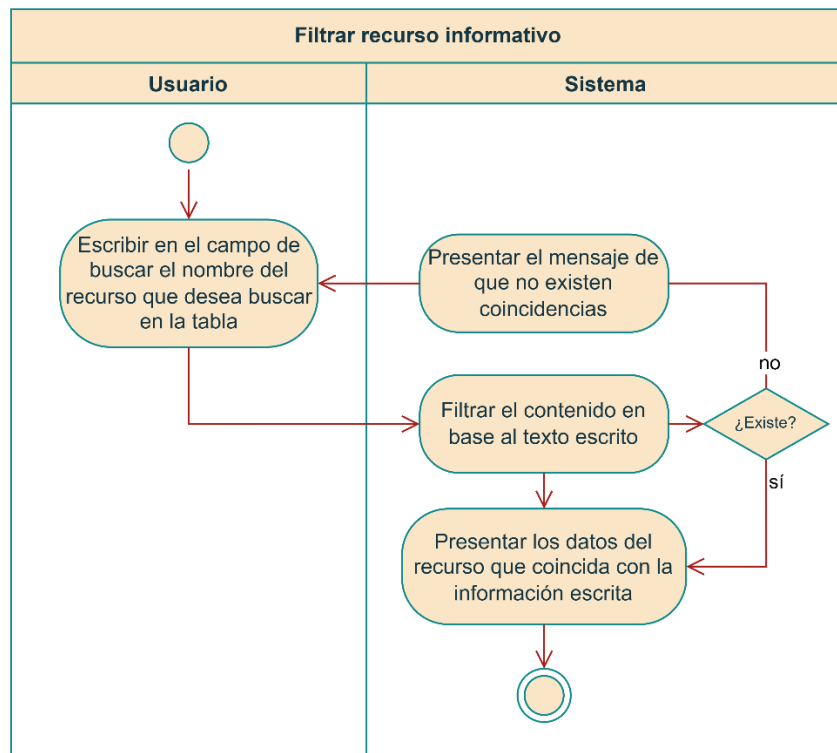 Filtrar recurso informativo
Usuario
Sistema
Escribir en el campo de
buscar el nombre del
recurso que desea buscar
en la tabla
Presentar el mensaje de
que no existen
coincidencias
no
Filtrar el contenido en
base al texto escrito
¿Existe?
sí
Presentar los datos del
recurso que coincida con la
información escrita